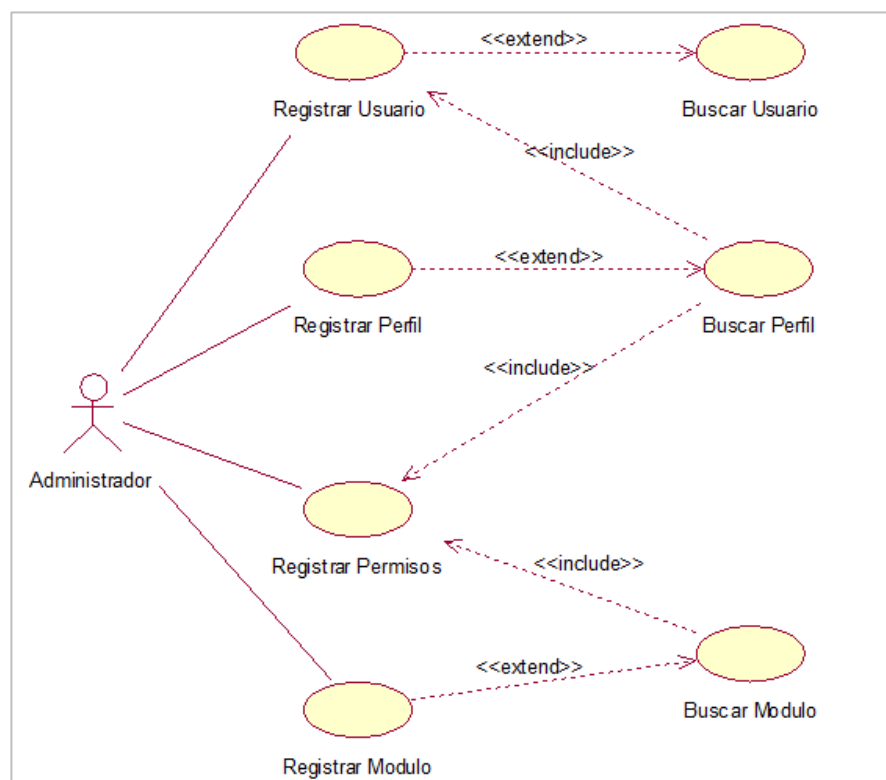 <<extend>>
Registrar Usuario
Buscar Usuario
<<include>>
<<extend>>
Registrar Perfil
Buscar Perfil
<<include>>
Administrador
Registrar Permisos
<<include>>
<<extend>>
Buscar Modulo
Registrar Modulo